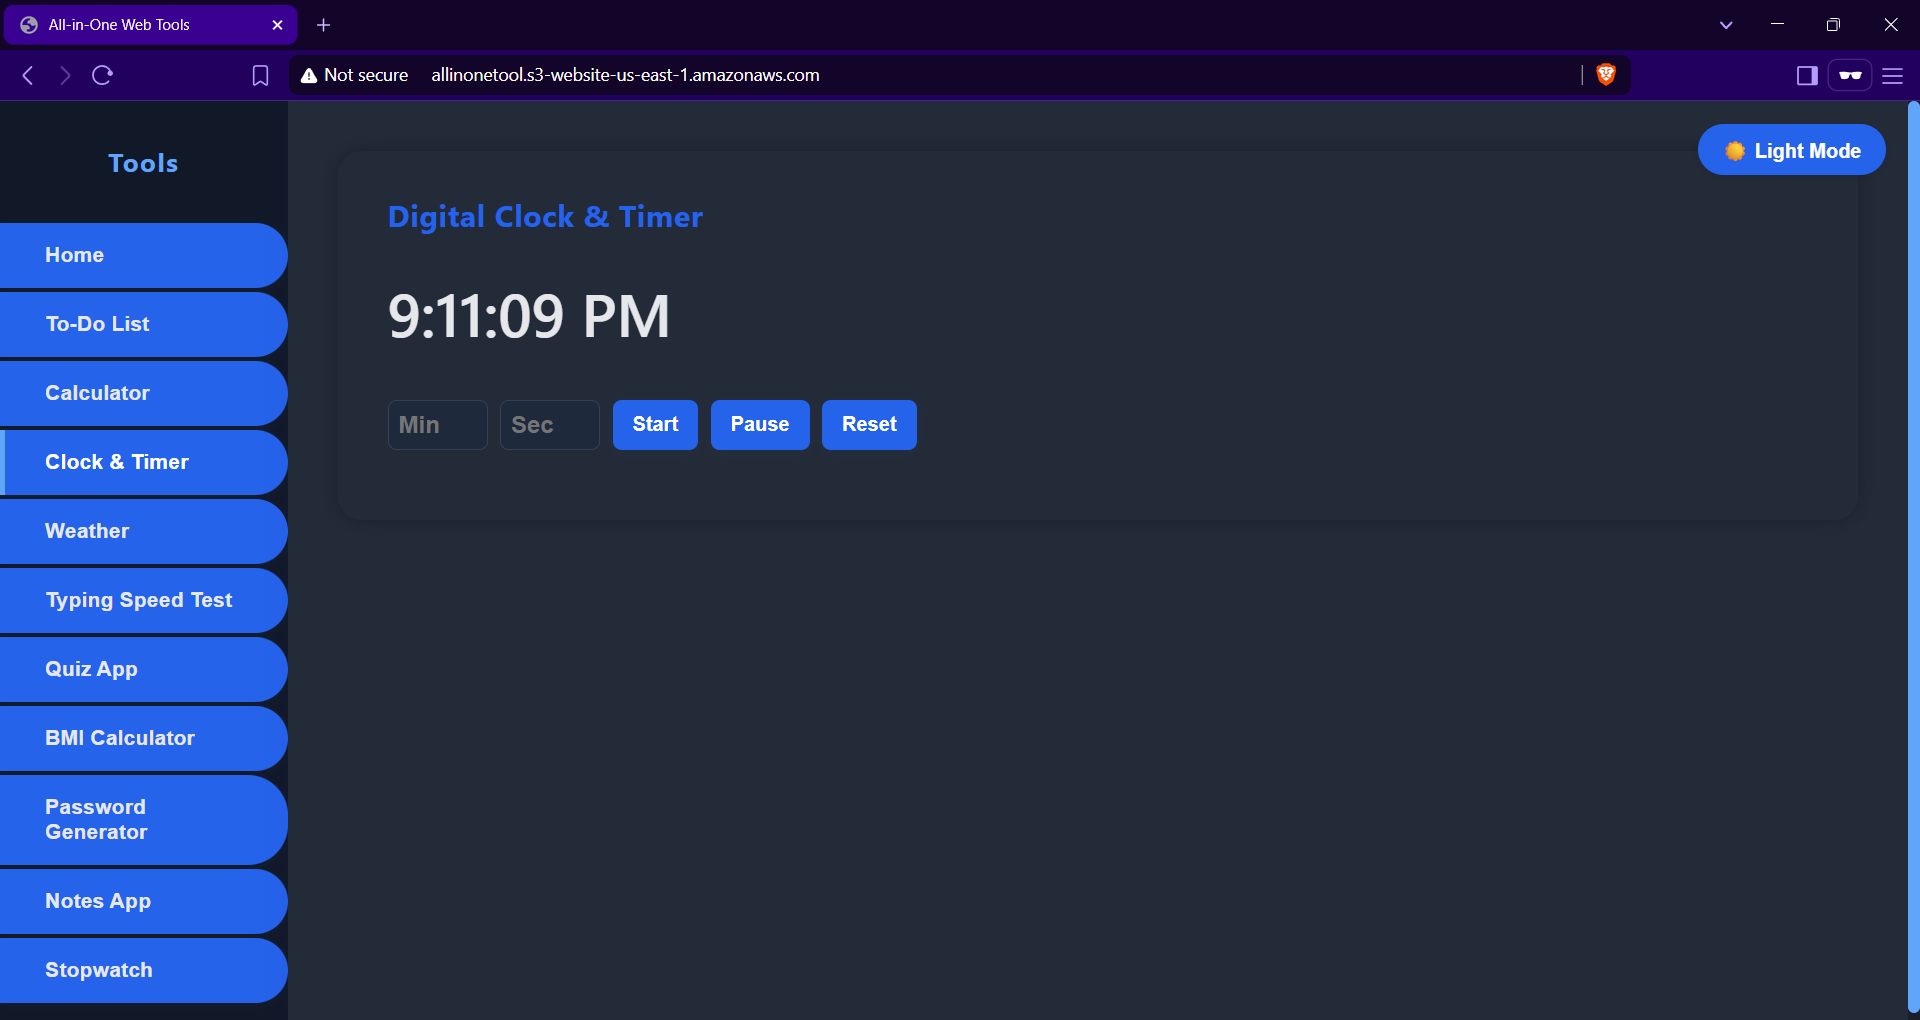 All-in-One Web Tools
Not secure allinonetool.s3-website-us-east-1.amazonaws.com
Tools
Home
To-Do List
Calculator
Clock & Timer
Weather
Typing Speed Test
Quiz App
BMI Calculator
Password
Generator
Notes App
Stopwatch
Light Mode
Digital Clock & Timer
9:11:09 PM
Min Sec Start Pause Reset